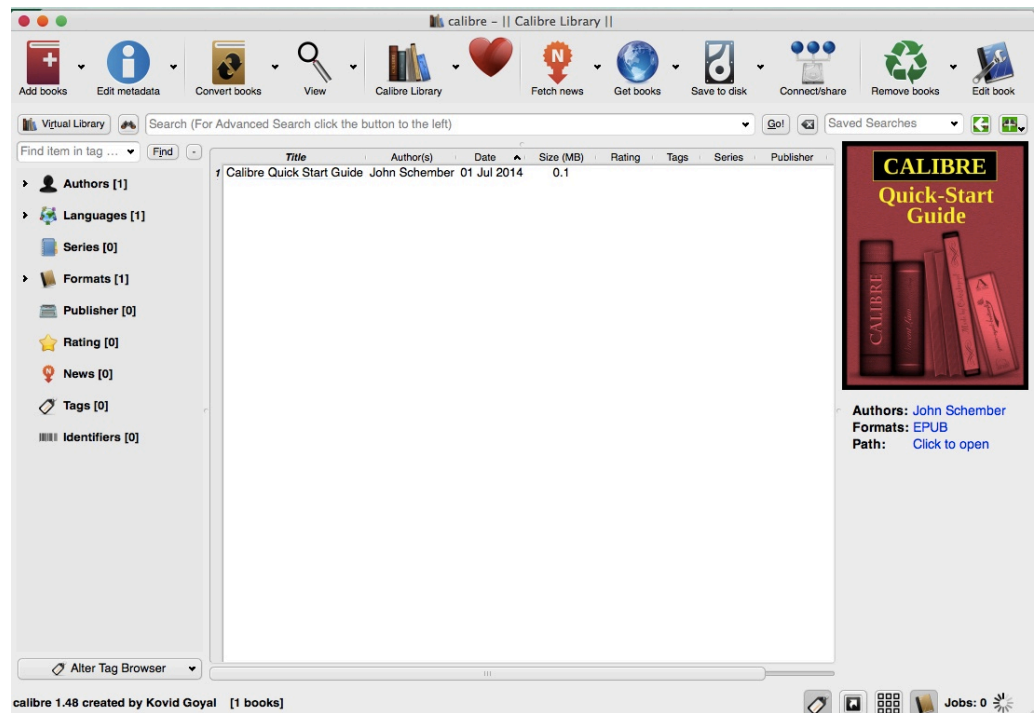 calibre - || Calibre Library ||
Add books Edit metadata Convert books View Calibre Library Fetch news Get books Save to disk Connect/share Remove books Edit book
Virtual Library Search (For Advanced Search click the button to the left) Go! Saved Searches
Find item in tag ... Find -
Title Author(s) Date Size (MB) Rating Tags Series Publisher
1 Calibre Quick Start Guide John Schember 01 Jul 2014 0.1
Authors [1]
Languages [1]
Series [0]
Formats [1]
Publisher [0]
Rating [0]
News [0]
Tags [0]
Identifiers [0]
CALIBRE
Quick-Start
Guide
CALIBRE
Authors: John Schember
Formats: EPUB
Path: Click to open
Alter Tag Browser
calibre 1.48 created by Kovid Goyal [1 books] Jobs: 0